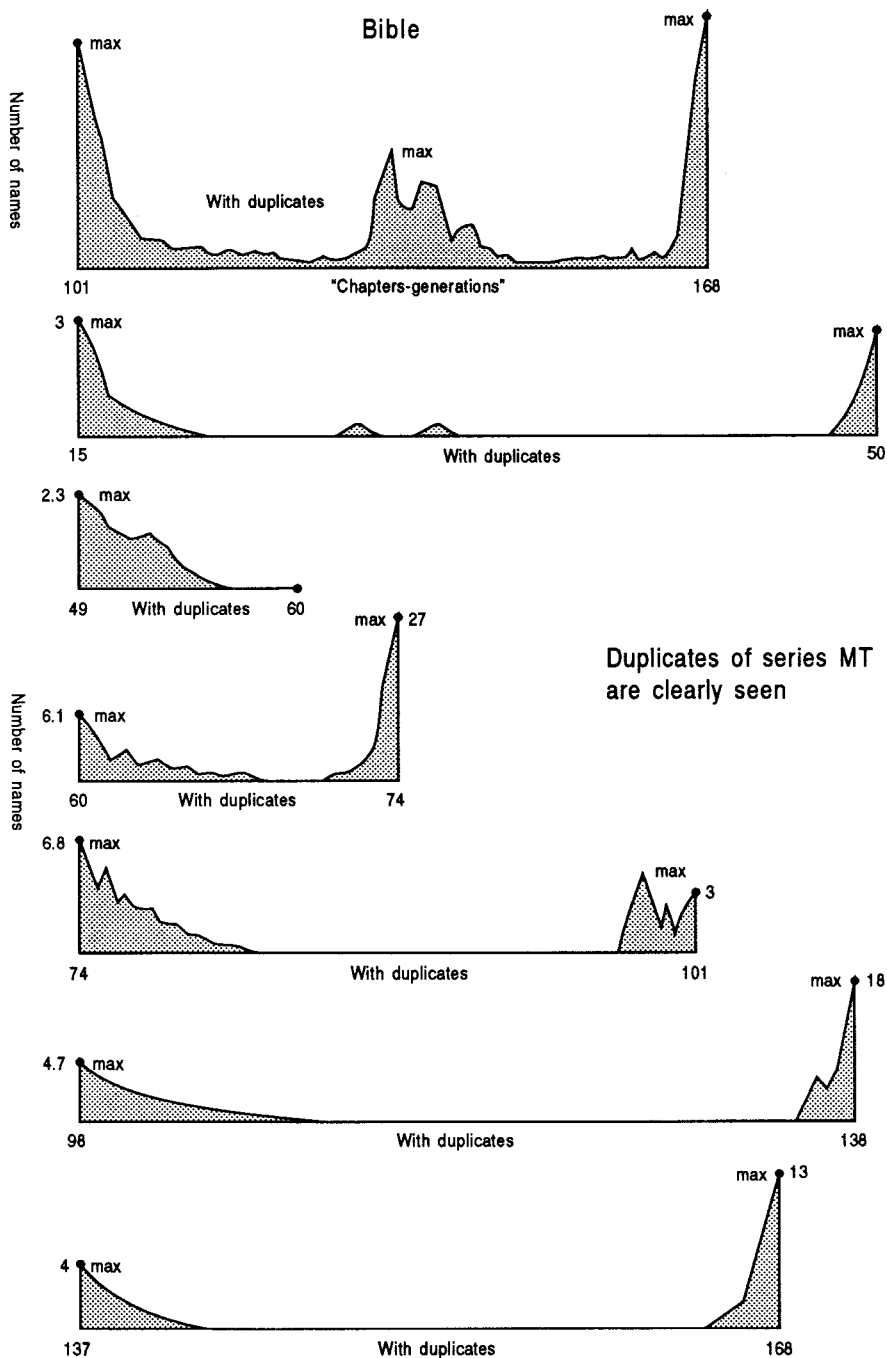 Bible
max
max
max
Number of names
With duplicates
101
"Chapters-generations"
168
3
max
max
15
With duplicates
50
2.3
max
49
With duplicates
60
max
27
Duplicates of series MT
are clearly seen
Number of names
6.1
max
60
With duplicates
74
6.8
max
max
3
74
With duplicates
101
max
18
4.7
max
98
With duplicates
138
max
13
4
max
137
With duplicates
168